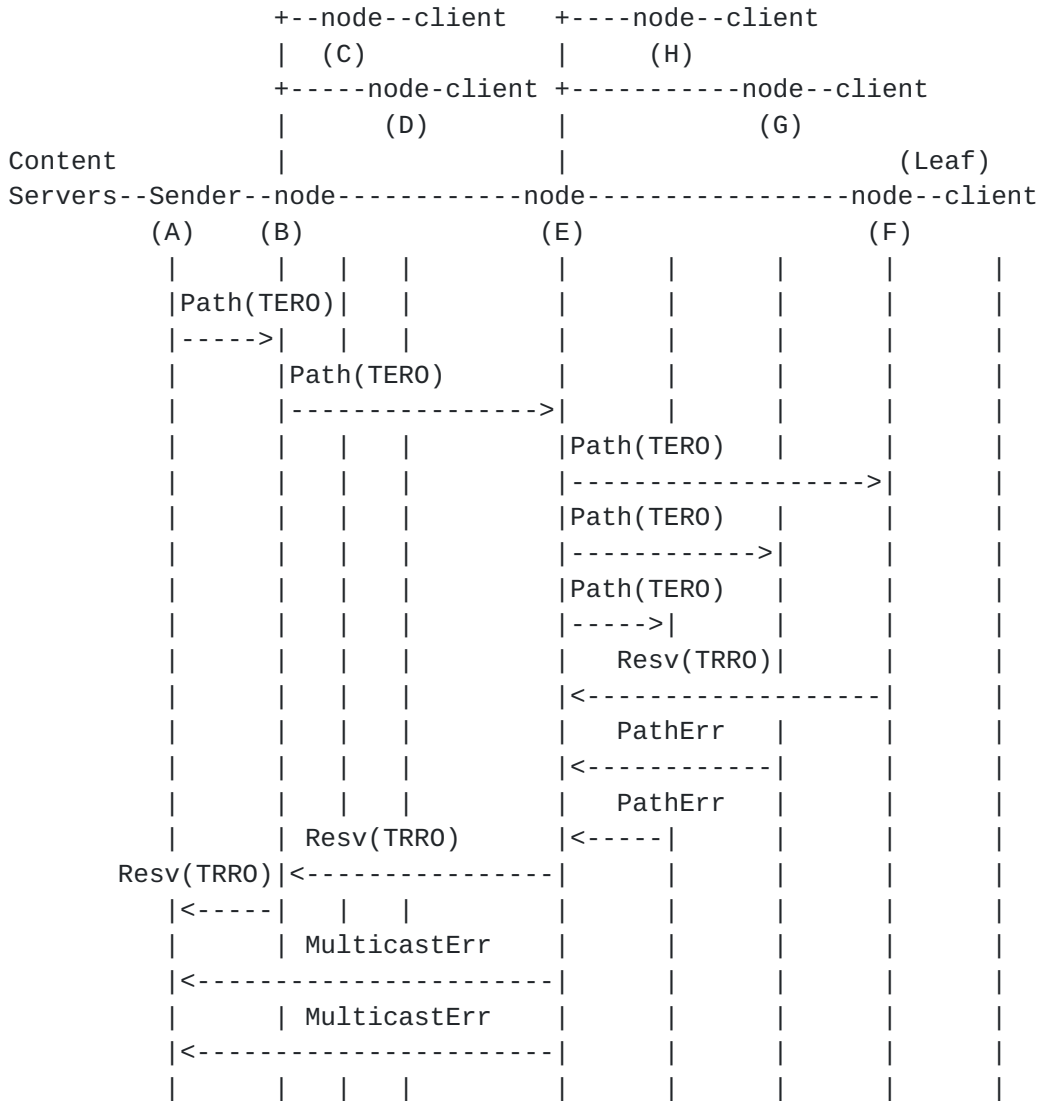 +--node--client   +----node--client
                 |  (C)            |     (H)
                 +-----node-client +-----------node--client
                 |      (D)        |            (G)
Content          |                 |                     (Leaf)
Servers--Sender--node------------node-----------------node--client
         (A)    (B)               (E)                  (F)
          |      |   |   |         |      |      |      |      |
          |Path(TERO)|   |         |      |      |      |      |
          |----->|   |   |         |      |      |      |      |
          |      |Path(TERO)       |      |      |      |      |
          |      |---------------->|      |      |      |      |
          |      |   |   |         |Path(TERO)   |      |      |
          |      |   |   |         |------------------->|      |
          |      |   |   |         |Path(TERO)   |      |      |
          |      |   |   |         |------------>|      |      |
          |      |   |   |         |Path(TERO)   |      |      |
          |      |   |   |         |----->|      |      |      |
          |      |   |   |         |   Resv(TRRO)|      |      |
          |      |   |   |         |<-------------------|      |
          |      |   |   |         |   PathErr   |      |      |
          |      |   |   |         |<------------|      |      |
          |      |   |   |         |   PathErr   |      |      |
          |      | Resv(TRRO)      |<-----|      |      |      |
       Resv(TRRO)|<----------------|      |      |      |      |
          |<-----|   |   |         |      |      |      |      |
          |      | MulticastErr    |      |      |      |      |
          |<-----------------------|      |      |      |      |
          |      | MulticastErr    |      |      |      |      |
          |<-----------------------|      |      |      |      |
          |      |   |   |         |      |      |      |      |